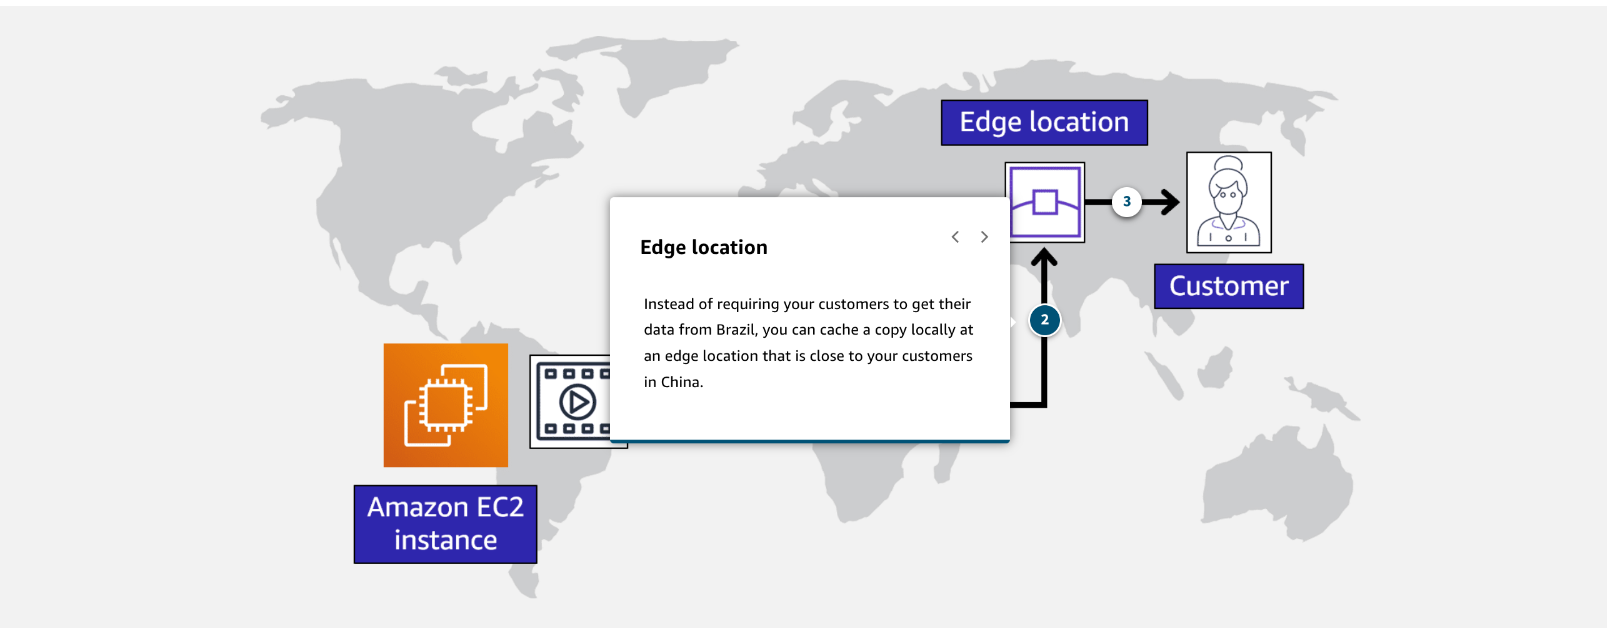 Edge location
3
Edge location
Customer
Instead of requiring your customers to get their
data from Brazil, you can cache a copy locally at
an edge location that is close to your customers
in China.
2
Amazon EC2
instance